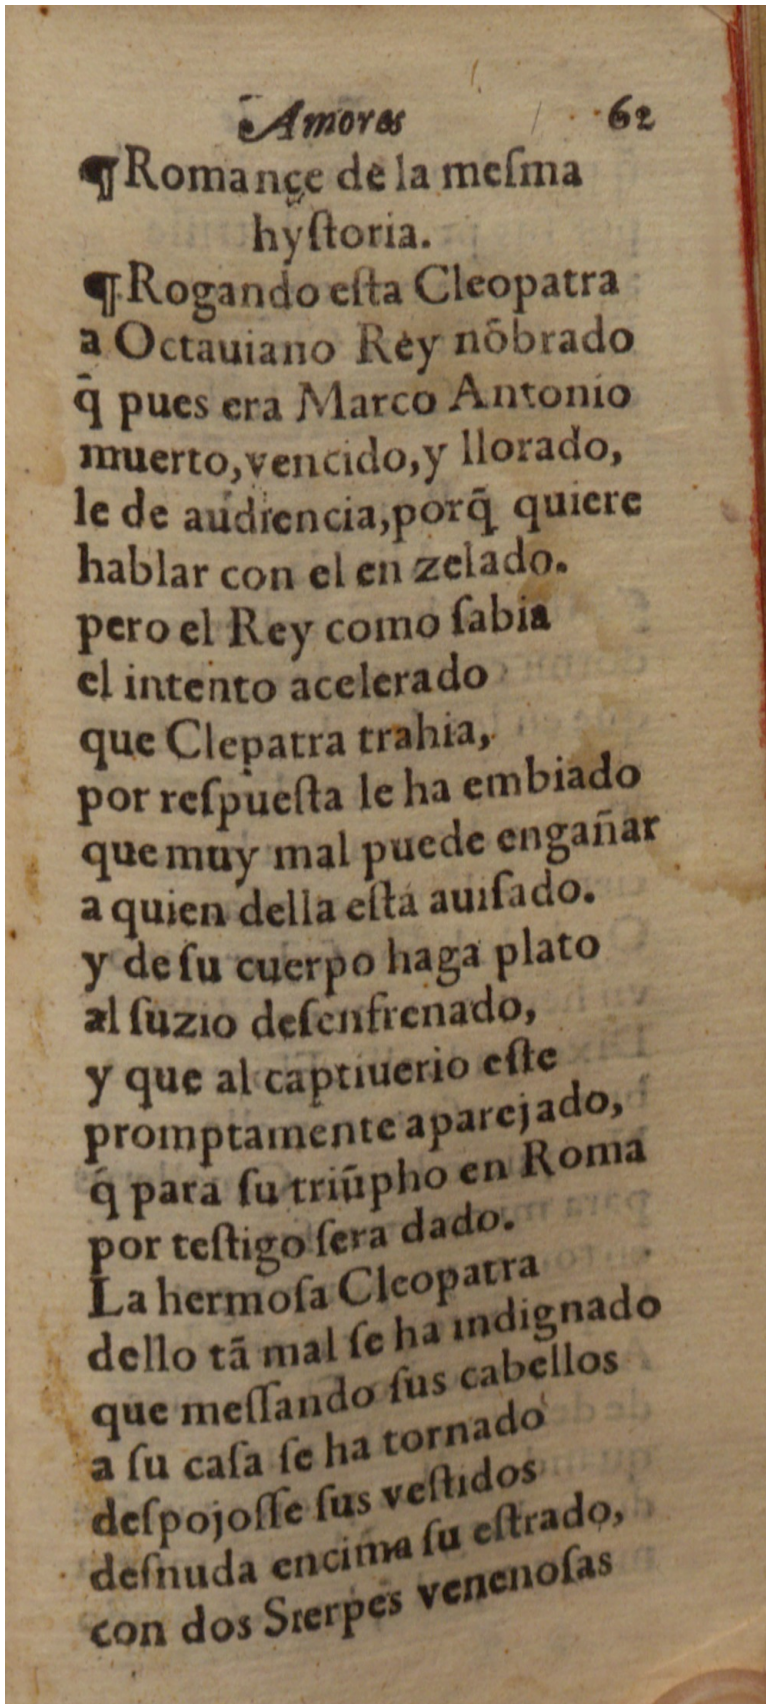 Amores 62
¶Romançe de la meſma
hyſtoria.
¶Rogando eſta Cleopatra
a Octauiano Rey nõbrado
q̃ pues era Marco Antonio
muerto,vencido,y llorado,
le de audiencia,porq̃ quiere
hablar con el en zelado.
pero el Rey como ſabia
el intento acelerado
que Clepatra trahia,
por reſpueſta le ha embiado
que muy mal puede engañar
a quien della eſtá auiſado.
y de ſu cuerpo haga plato
al ſuzio deſenfrenado,
y que al captiuerio eſte
promptamente aparejado,
q̃ para ſu triũpho en Roma
por teſtigo ſera dado.
La hermoſa Cleopatra
dello tã mal ſe ha indignado
que meſſando ſus cabellos
a ſu caſa ſe ha tornado
deſpojoſſe ſus veſtidos
deſnuda encima ſu eſtrado,
con dos Sierpes venenoſas